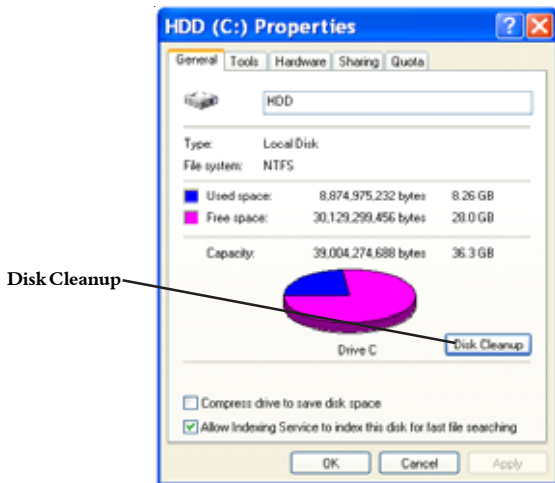 HDD (C:) Properties
General Tools Hardware Sharing Quota
HDD
Type: Local Disk
File system: NTFS
Used space: 8,874,975,232 bytes 8.26 GB
Free space: 30,129,299,456 bytes 28.0 GB
Capacity: 39,004,274,688 bytes 36.3 GB
Disk Cleanup
Drive C
Disk Cleanup
Compress drive to save disk space
Allow Indexing Service to index this disk for fast file searching
OK Cancel Apply